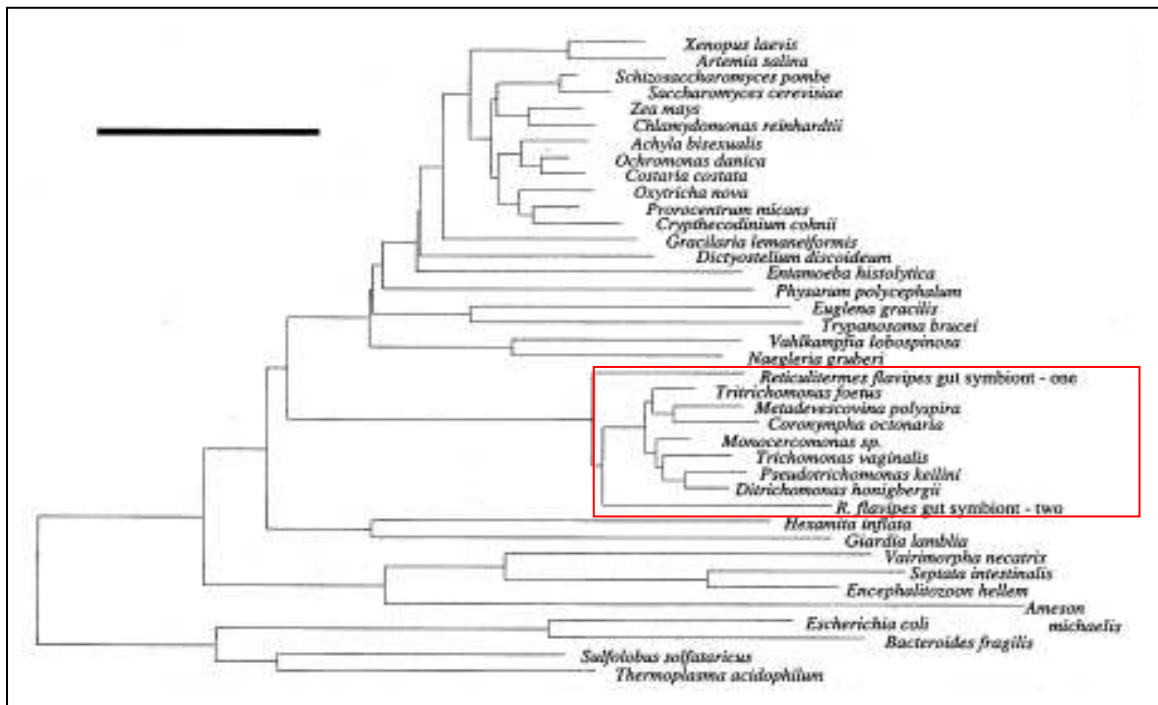 Xenopus laevis
Artemia salina
Schizosaccharomyces pombe
Saccharomyces cerevisiae
Zea mays
Chlamydomonas reinhardtii
Achyla bisexualis
Ochromonas danica
Costaria costata
Oxytricha nova
Prorocentrum micans
Crypthecodinium cohnii
Gracilaria lemaneiformis
Dictyostelium discoideum
Entamoeba histolytica
Physarum polycephalum
Euglena gracilis
Trypanosoma brucei
Vahlkampfia lobospinosa
Naegleria gruberi
Reticulitermes flavipes gut symbiont - one
Tritrichomonas foetus
Metadevescovina polyspira
Coronympha octonaria
Monocercomonas sp.
Trichomonas vaginalis
Pseudotrichomonas keilini
Ditrichomonas honigbergii
R. flavipes gut symbiont - two
Hexamita inflata
Giardia lamblia
Vairimorpha necatrix
Septata intestinalis
Encephalitozoon hellem
Ameson
michaelis
Escherichia coli
Bacteroides fragilis
Sulfolobus solfataricus
Thermoplasma acidophilum